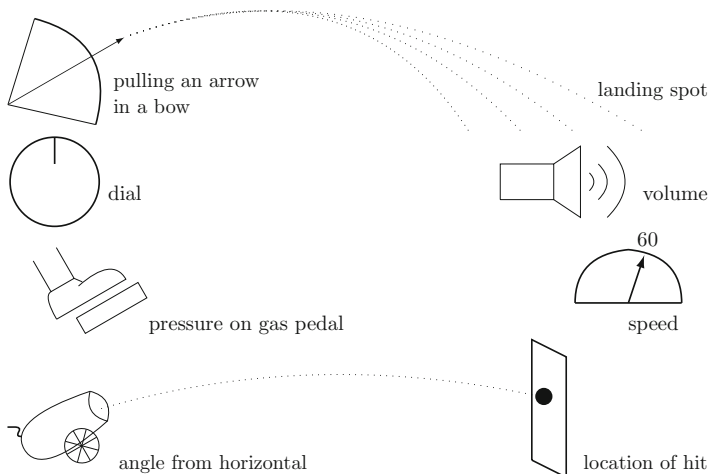 pulling an arrow
in a bow
landing spot
dial
volume
60
pressure on gas pedal
speed
angle from horizontal
location of hit